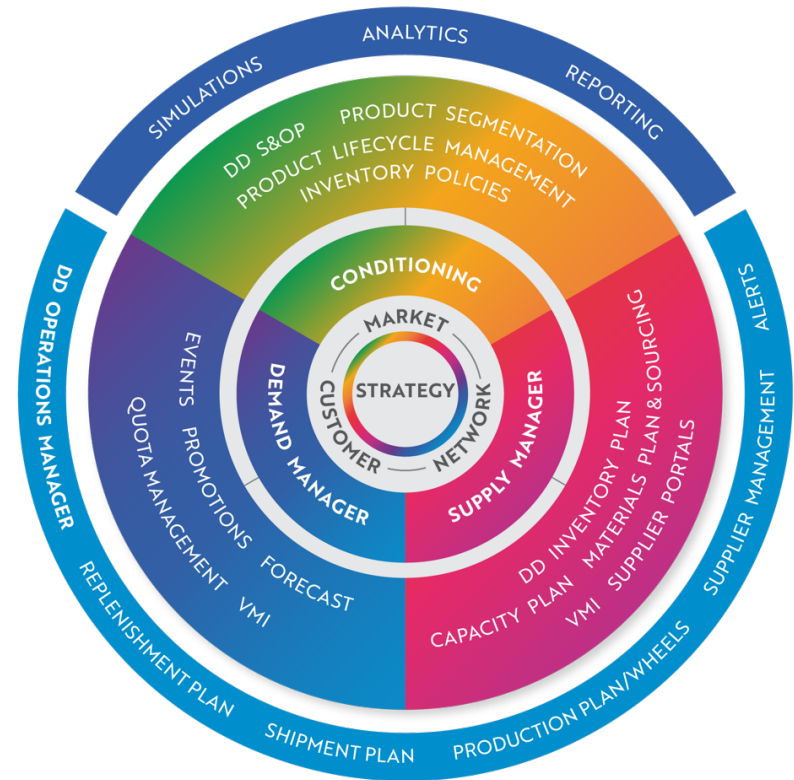 SIMULATIONS
ANALYTICS
REPORTING
DD S&OP
PRODUCT SEGMENTATION
PRODUCT LIFECYCLE MANAGEMENT
INVENTORY POLICIES
CONDITIONING
MARKET
STRATEGY
CUSTOMER
NETWORK
DEMAND MANAGER
EVENTS
PROMOTIONS
FORECAST
QUOTA MANAGEMENT
VMI
SUPPLY MANAGER
DD INVENTORY PLAN
CAPACITY PLAN
MATERIALS PLAN & SOURCING
VMI
SUPPLIER PORTALS
DD OPERATIONS MANAGER
REPLENISHMENT PLAN
SHIPMENT PLAN
PRODUCTION PLAN/WHEELS
SUPPLIER MANAGEMENT
ALERTS